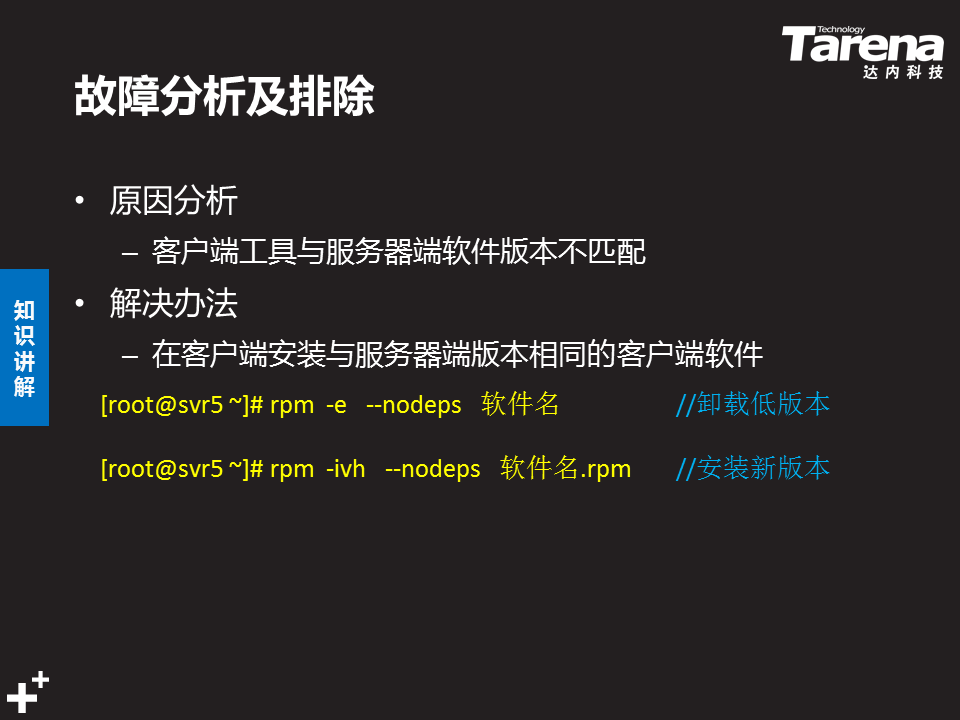 Technology
Tarena
达内科技
故障分析及排除
• 原因分析
– 客户端工具与服务器端软件版本不匹配
• 解决办法
– 在客户端安装与服务器端版本相同的客户端软件
[root@svr5 ~]# rpm -e --nodeps 软件名 //卸载低版本
[root@svr5 ~]# rpm -ivh --nodeps 软件名.rpm //安装新版本
知识讲解